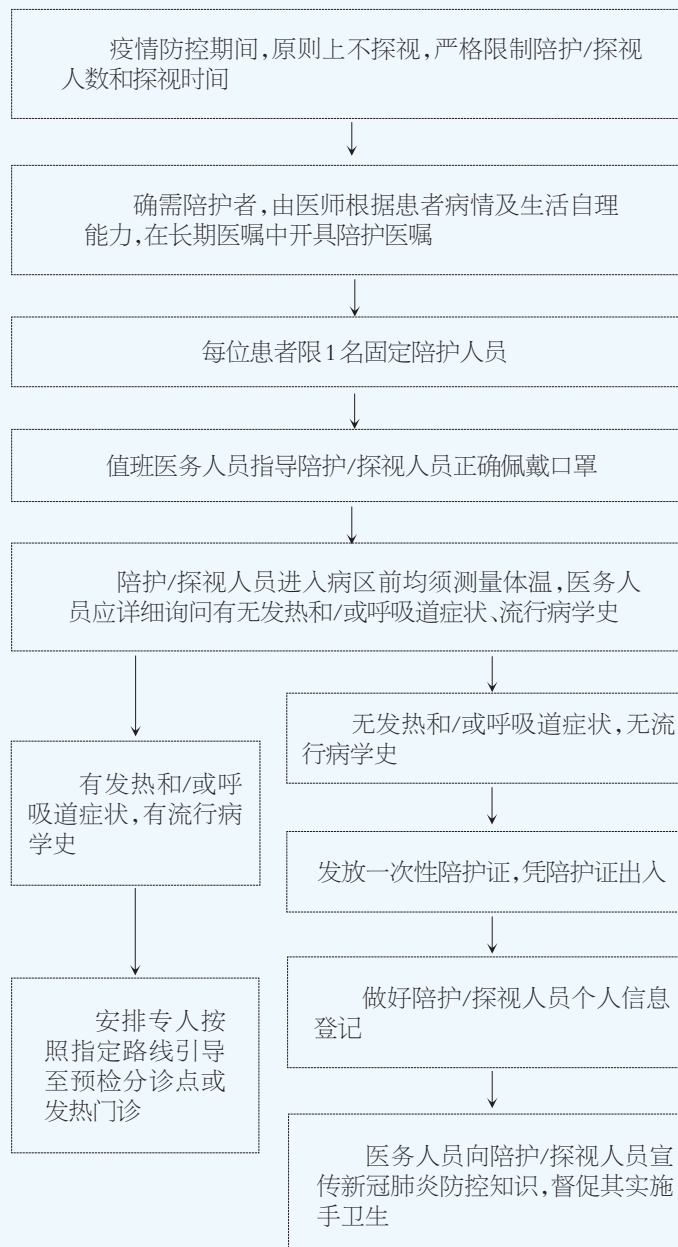 疫情防控期间,原则上不探视,严格限制陪护/探视
人数和探视时间
确需陪护者,由医师根据患者病情及生活自理
能力,在长期医嘱中开具陪护医嘱
每位患者限1名固定陪护人员
值班医务人员指导陪护/探视人员正确佩戴口罩
陪护/探视人员进入病区前均须测量体温,医务人
员应详细询问有无发热和/或呼吸道症状、流行病学史
有发热和/或呼
吸道症状,有流行病
学史
安排专人按
照指定路线引导
至预检分诊点或
发热门诊
无发热和/或呼吸道症状,无流
行病学史
发放一次性陪护证,凭陪护证出入
做好陪护/探视人员个人信息
登记
医务人员向陪护/探视人员宣
传新冠肺炎防控知识,督促其实施
手卫生